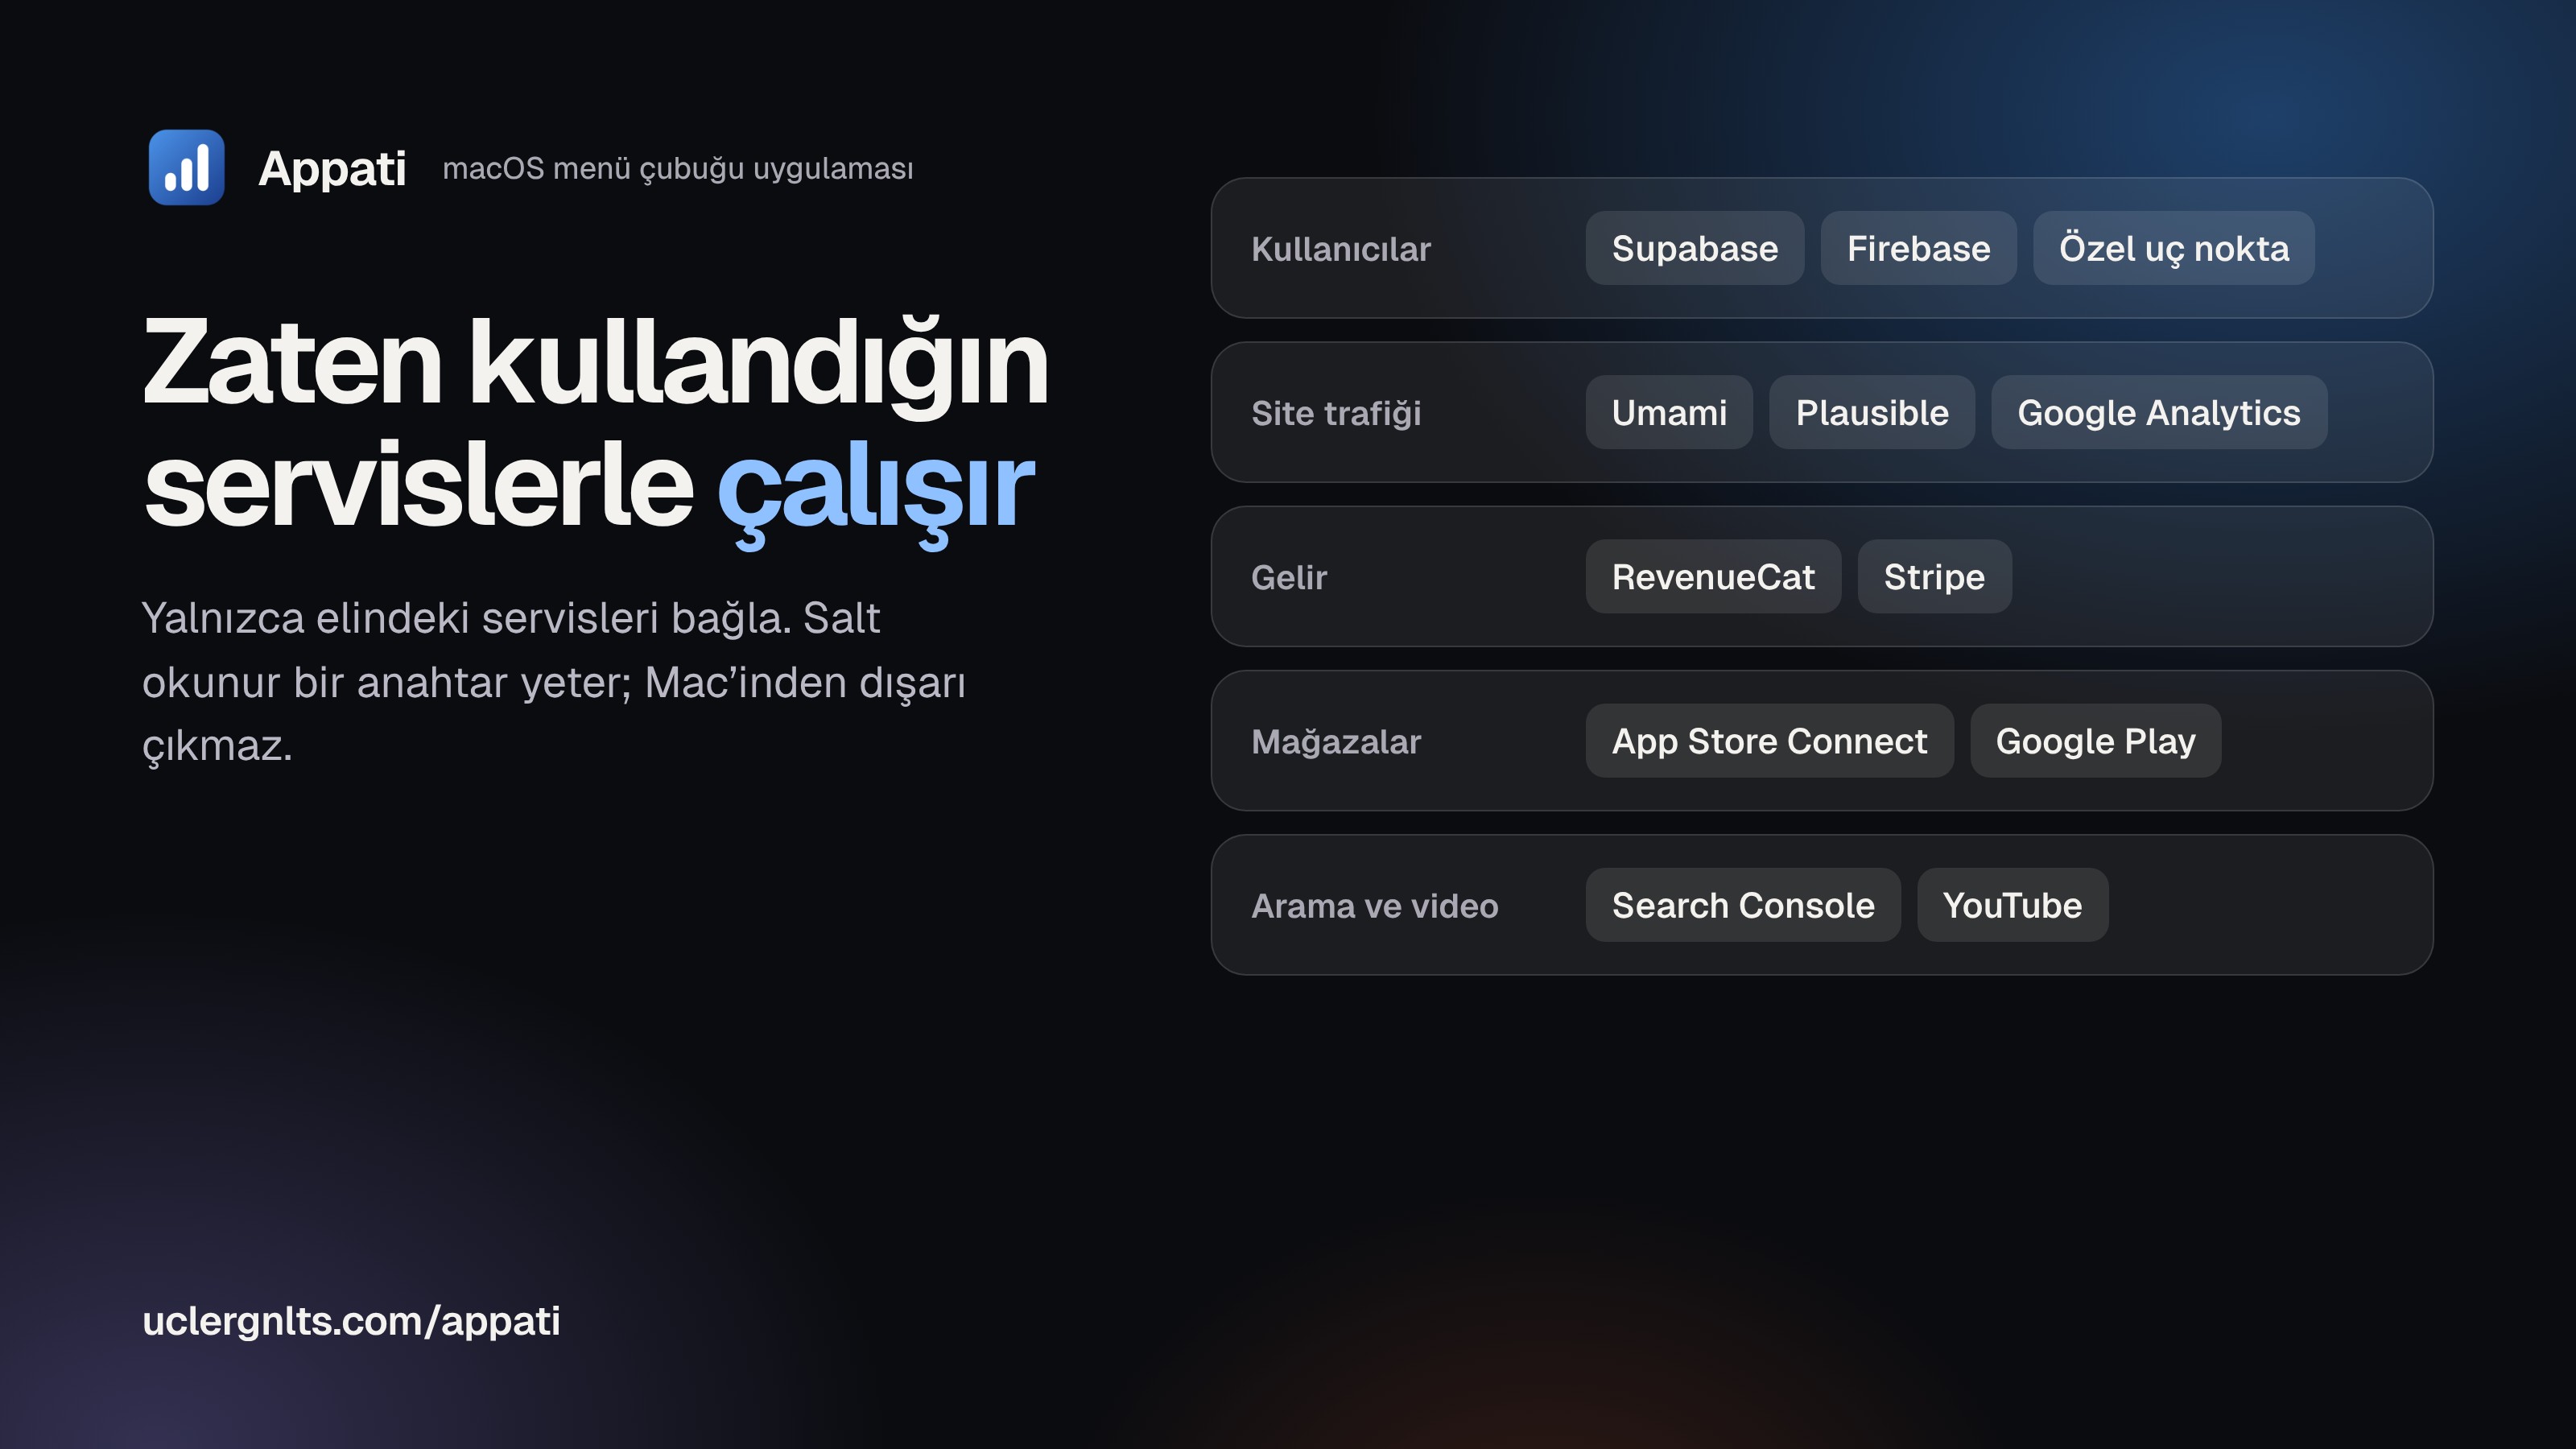 Appati macOS menü çubuğu uygulaması
Zaten kullandığın
servislerle çalışır
Yalnızca elindeki servisleri bağla. Salt
okunur bir anahtar yeter; Mac’inden dışarı
çıkmaz.
Kullanıcılar Supabase Firebase Özel uç nokta
Site trafiği Umami Plausible Google Analytics
Gelir RevenueCat Stripe
Mağazalar App Store Connect Google Play
Arama ve video Search Console YouTube
uclergnlts.com/appati